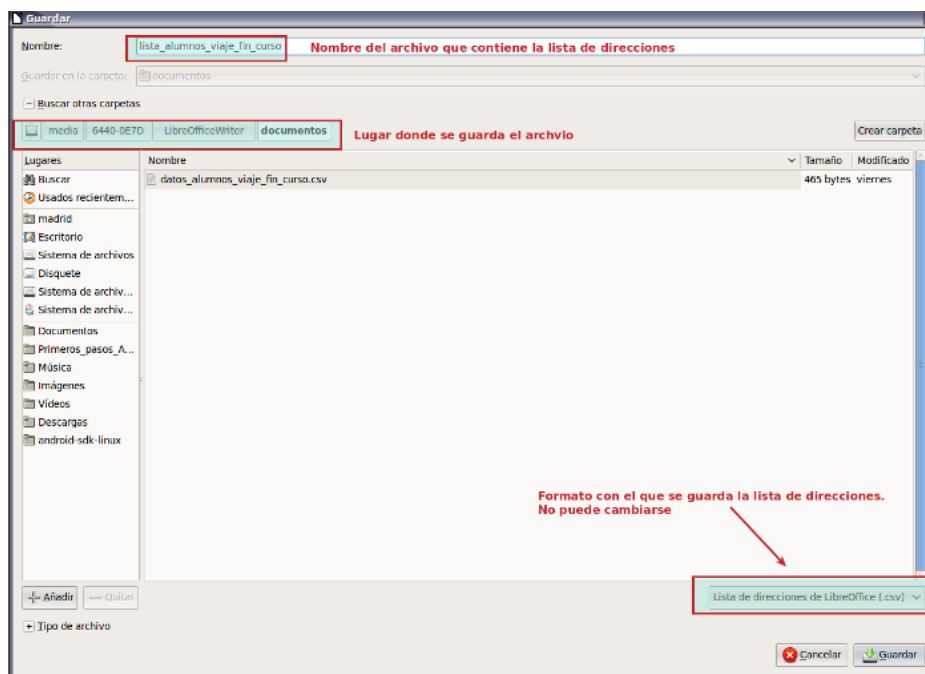 Guardar
Nombre: lista_alumnos_viaje_fin_curso Nombre del archivo que contiene la lista de direcciones
Guardar en la carpeta: documentos
Buscar otras carpetas
media 6440-0E7D LibreOfficeWriter documentos Lugar donde se guarda el archvio Crear carpeta
Lugares Nombre Tamaño Modificado
Buscar datos_alumnos_viaje_fin_curso.csv 465 bytes viernes
Usados recientem...
madrid
Escritorio
Sistema de archivos
Disquete
Sistema de archiv...
Sistema de archiv...
Documentos
Primeros_pasos_A...
Música
Imágenes
Vídeos
Descargas
android-sdk-linux
Formato con el que se guarda la lista de direcciones.
No puede cambiarse
Añadir Quitar Lista de direcciones de LibreOffice (.csv)
Tipo de archivo
Cancelar Guardar